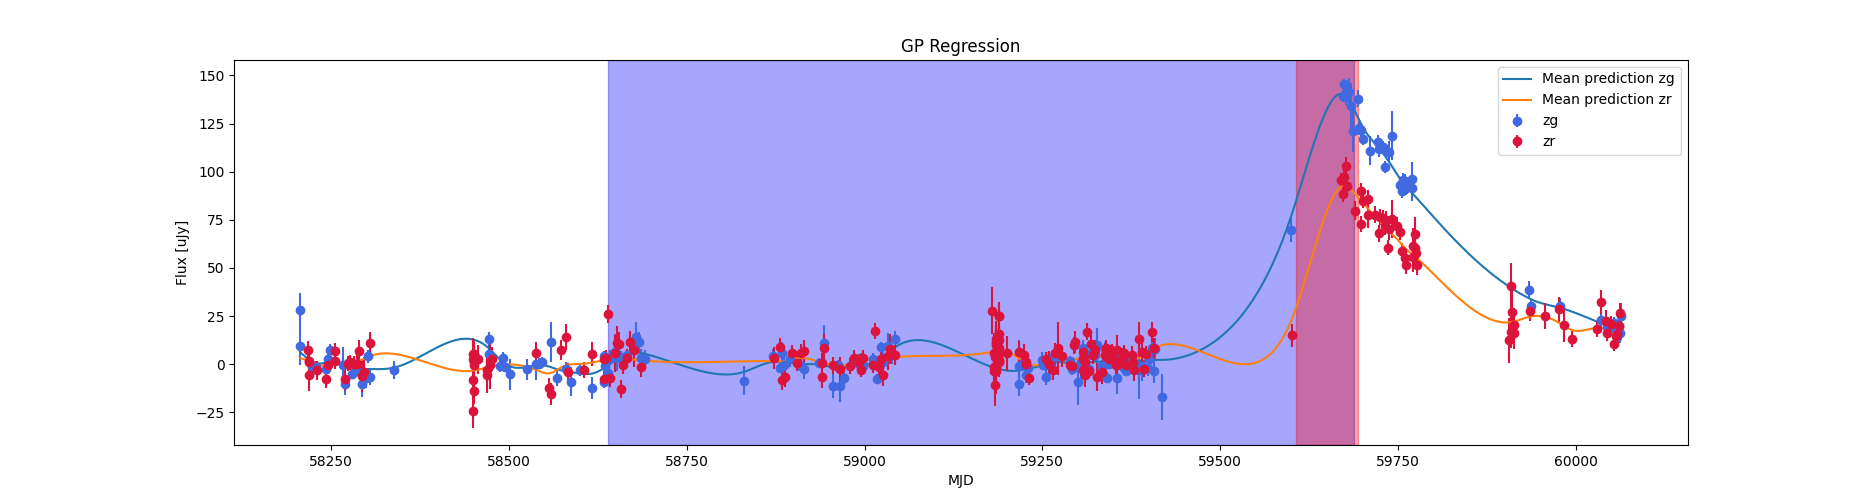 GP Regression
150
125
100
75
50
25
0
−25
Flux [uJy]
58250
58500
58750
59000
59250
59500
59750
60000
MJD
Mean prediction zg
Mean prediction zr
zg
zr